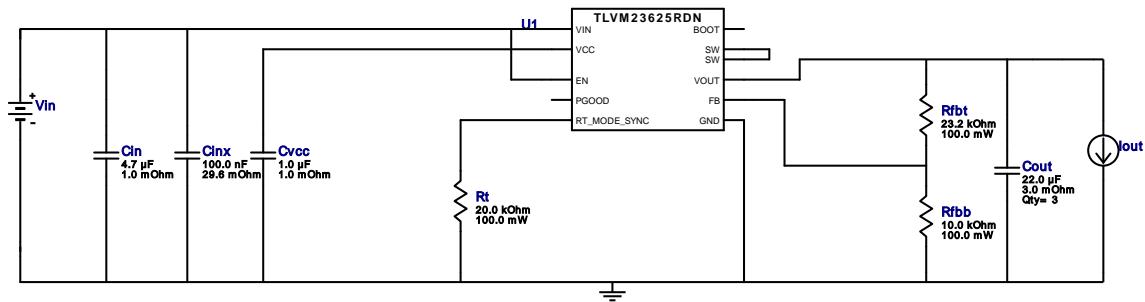 U1
TLVM23625RDN
VIN
BOOT
VCC
SW
SW
EN
VOUT
PGOOD
FB
RT_MODE_SYNC
GND
+
Vin
-
Cin
4.7 µF
1.0 mOhm
Cinx
100.0 nF
29.6 mOhm
Cvcc
1.0 µF
1.0 mOhm
Rt
20.0 kOhm
100.0 mW
Rfbt
23.2 kOhm
100.0 mW
Rfbb
10.0 kOhm
100.0 mW
Cout
22.0 µF
3.0 mOhm
Qty= 3
Iout